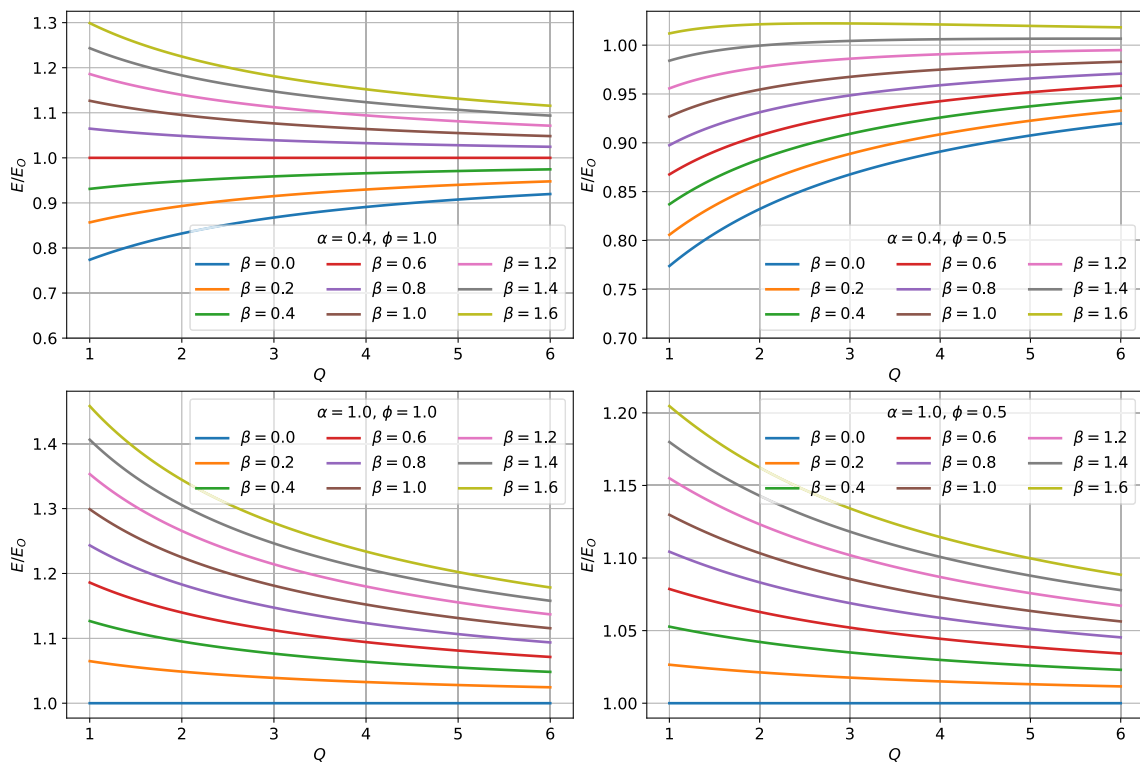 1.3
1.2
1.1
1.0
0.9
0.8
0.7
0.6
E/E_O
α = 0.4, ϕ = 1.0
β = 0.0 β = 0.6 β = 1.2
β = 0.2 β = 0.8 β = 1.4
β = 0.4 β = 1.0 β = 1.6
1 2 3 4 5 6
Q
1.00
0.95
0.90
0.85
0.80
0.75
0.70
E/E_O
α = 0.4, ϕ = 0.5
β = 0.0 β = 0.6 β = 1.2
β = 0.2 β = 0.8 β = 1.4
β = 0.4 β = 1.0 β = 1.6
1 2 3 4 5 6
Q
1.4
1.3
1.2
1.1
1.0
E/E_O
α = 1.0, ϕ = 1.0
β = 0.0 β = 0.6 β = 1.2
β = 0.2 β = 0.8 β = 1.4
β = 0.4 β = 1.0 β = 1.6
1 2 3 4 5 6
Q
1.20
1.15
1.10
1.05
1.00
E/E_O
α = 1.0, ϕ = 0.5
β = 0.0 β = 0.6 β = 1.2
β = 0.2 β = 0.8 β = 1.4
β = 0.4 β = 1.0 β = 1.6
1 2 3 4 5 6
Q